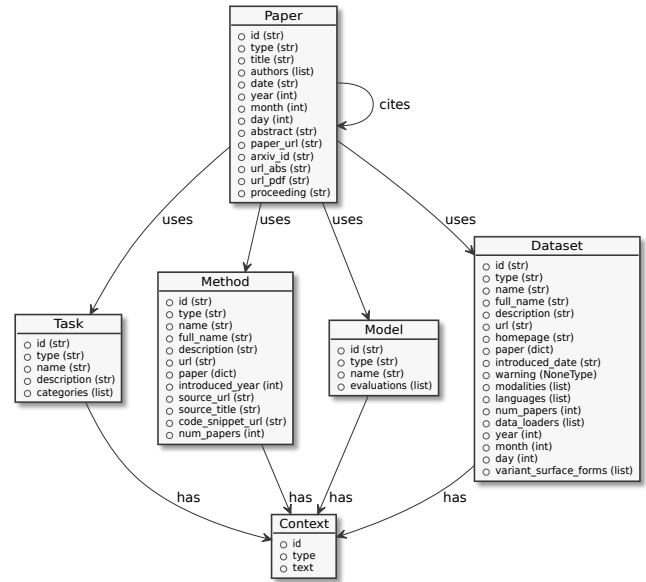 Paper
id (str)
type (str)
title (str)
authors (list)
date (str)
year (int)
month (int)
day (int)
abstract (str)
paper_url (str)
arxiv_id (str)
url_abs (str)
url_pdf (str)
proceeding (str)
cites
uses
uses
uses
uses
Task
id (str)
type (str)
name (str)
description (str)
categories (list)
Method
id (str)
type (str)
name (str)
full_name (str)
description (str)
url (str)
paper (dict)
introduced_year (int)
source_url (str)
source_title (str)
code_snippet_url (str)
num_papers (int)
Model
id (str)
type (str)
name (str)
evaluations (list)
Dataset
id (str)
type (str)
name (str)
full_name (str)
description (str)
url (str)
homepage (str)
paper (dict)
introduced_date (str)
warning (NoneType)
modalities (list)
languages (list)
num_papers (int)
data_loaders (list)
year (int)
month (int)
day (int)
variant_surface_forms (list)
has
has
has
has
Context
id
type
text